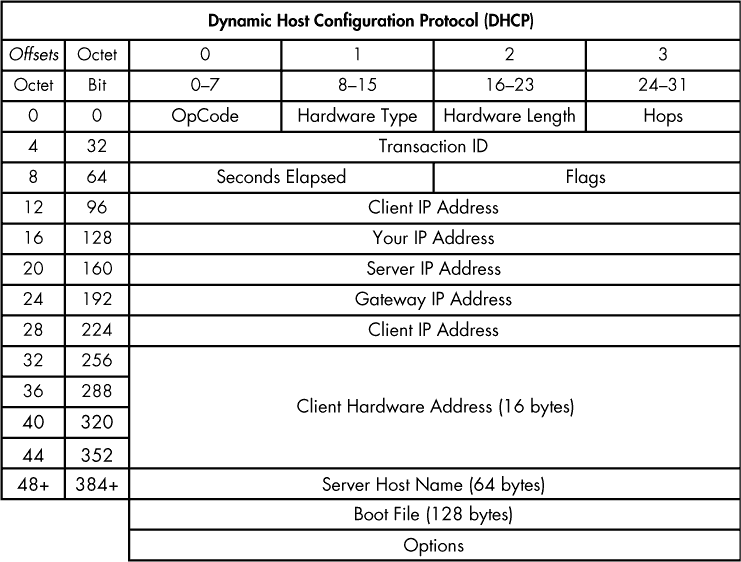 Dynamic Host Configuration Protocol (DHCP)
Offsets Octet 0 1 2 3
Octet Bit 0–7 8–15 16–23 24–31
0 0 OpCode Hardware Type Hardware Length Hops
4 32 Transaction ID
8 64 Seconds Elapsed Flags
12 96 Client IP Address
16 128 Your IP Address
20 160 Server IP Address
24 192 Gateway IP Address
28 224 Client IP Address
32 256
36 288
Client Hardware Address (16 bytes)
40 320
44 352
48+ 384+ Server Host Name (64 bytes)
Boot File (128 bytes)
Options